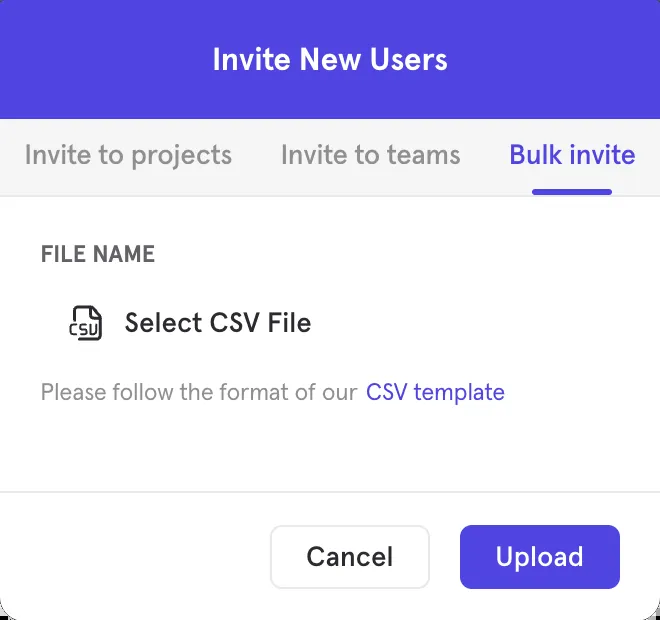 Invite New Users
Invite to projects Invite to teams Bulk invite
FILE NAME
CSV Select CSV File
Please follow the format of our CSV template
Cancel Upload